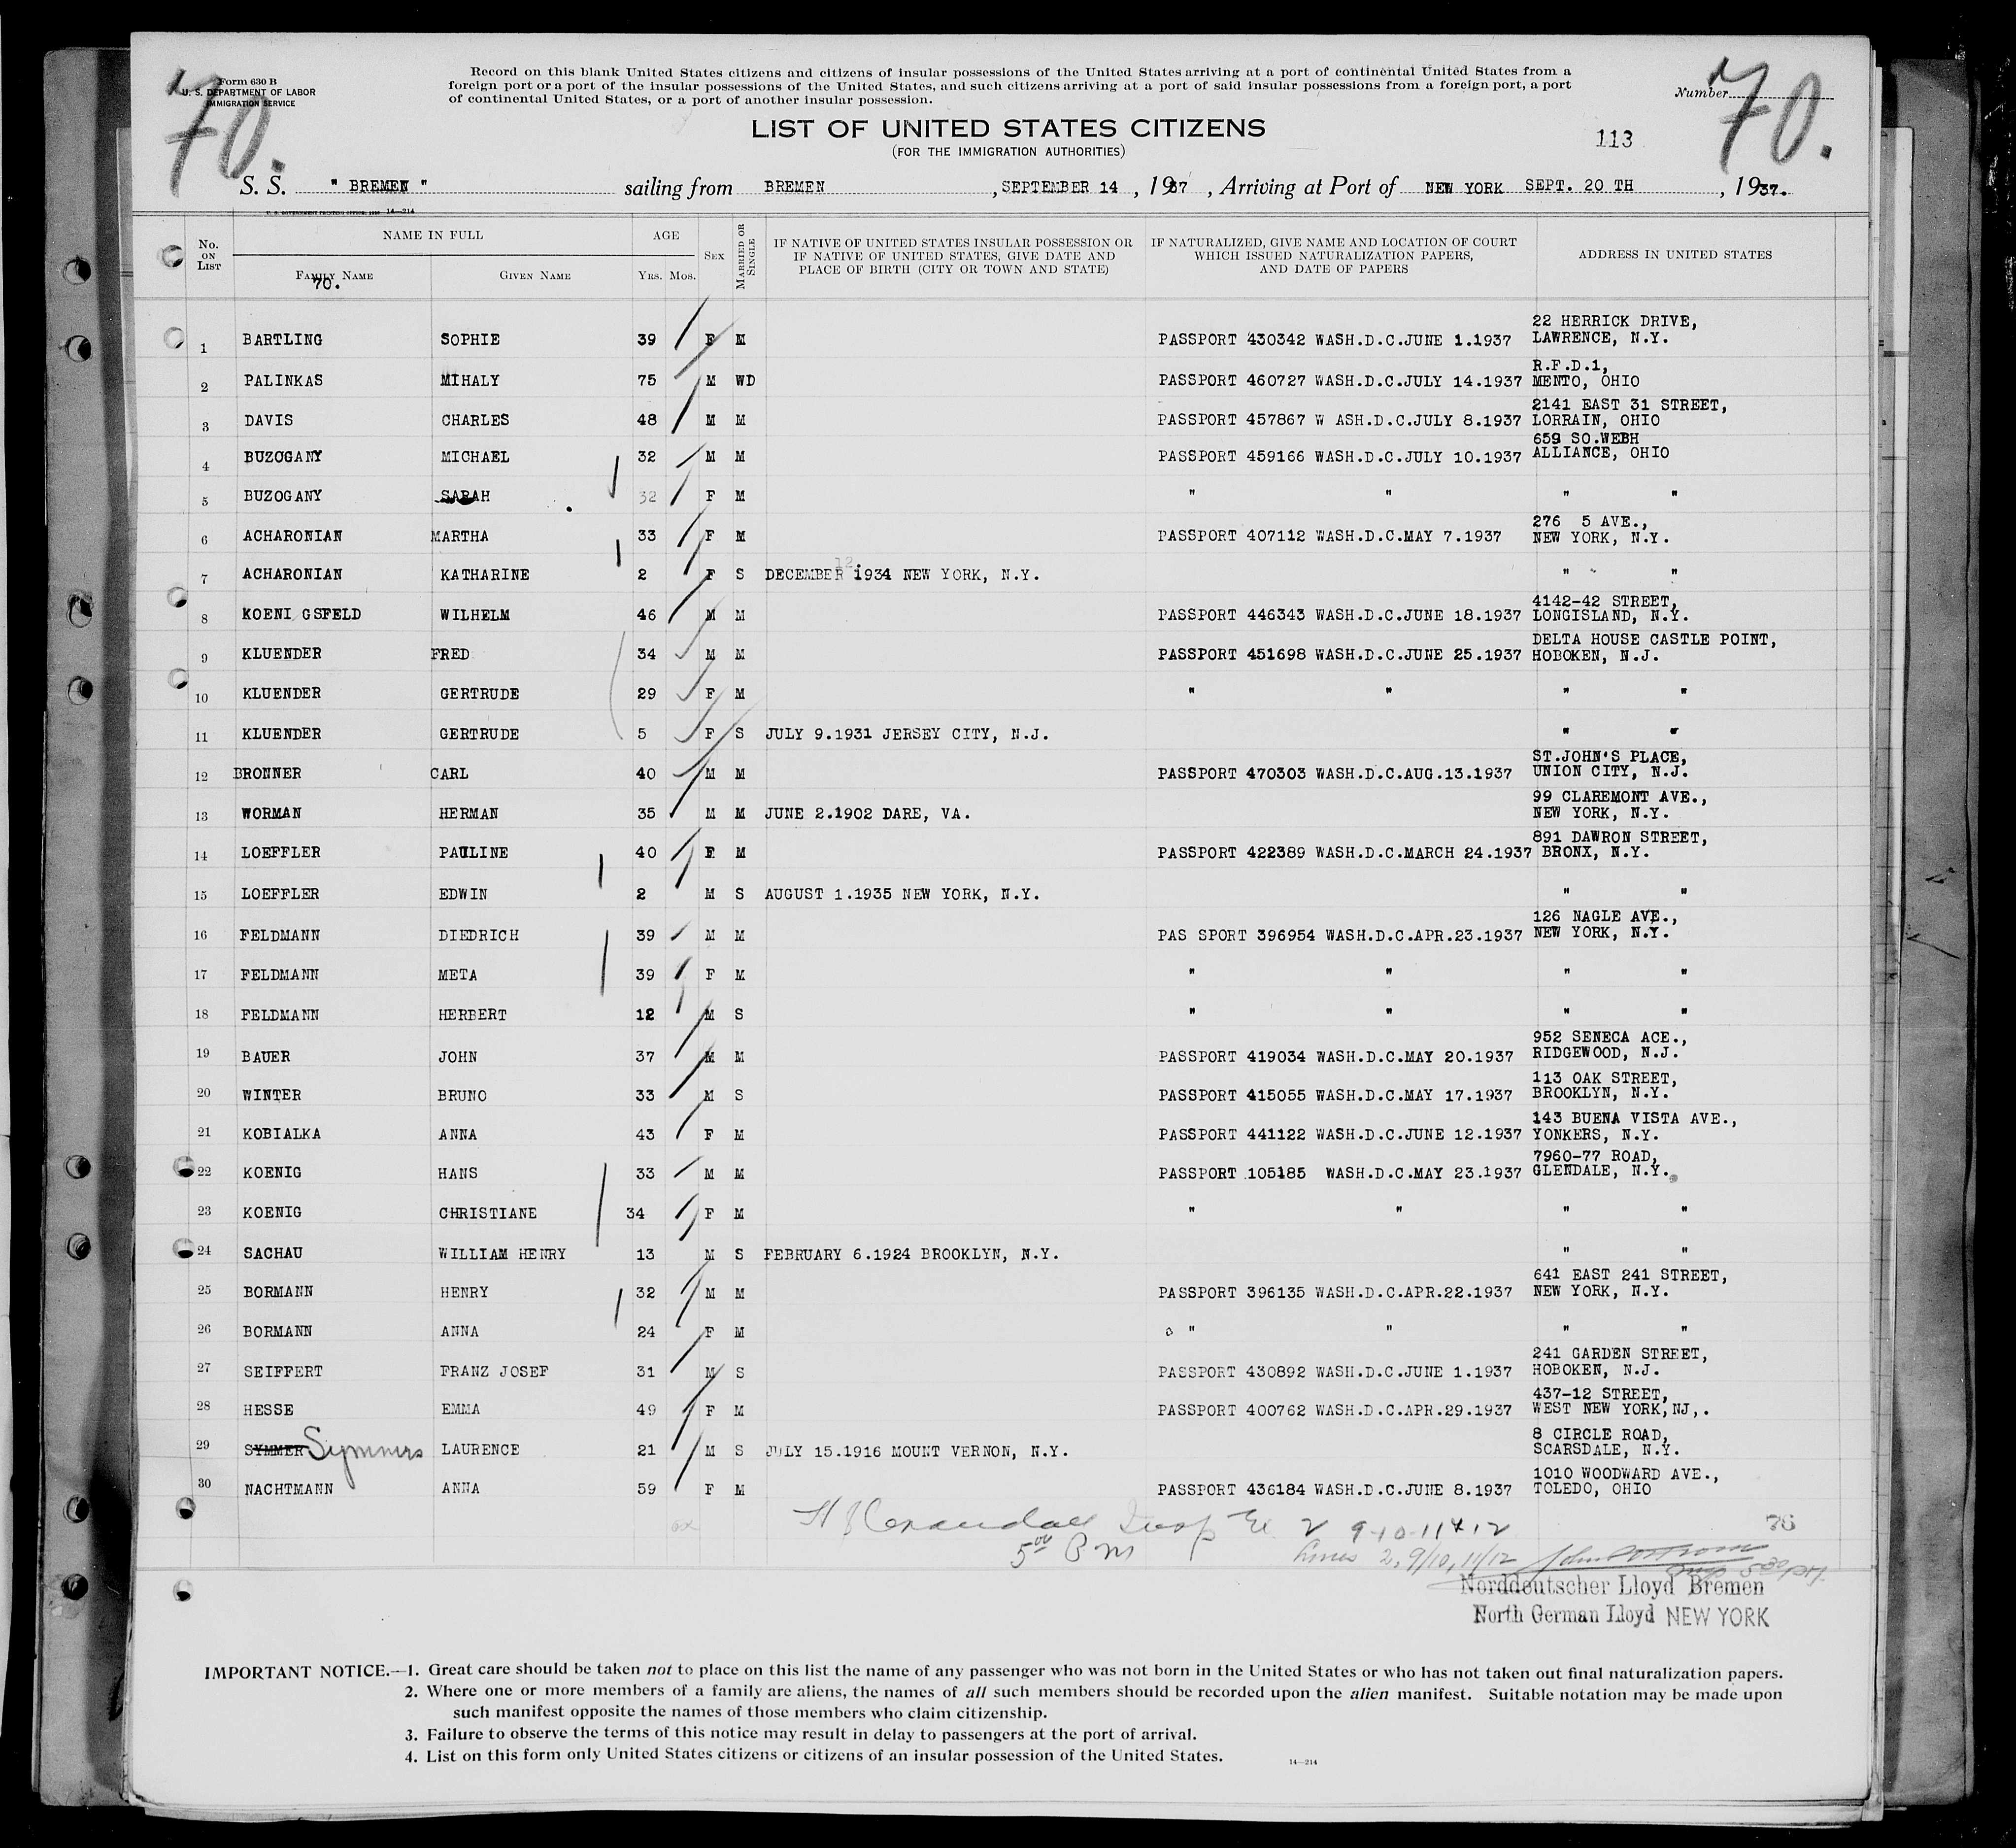 Form 630 B
U. S. DEPARTMENT OF LABOR
IMMIGRATION SERVICE
70.
Record on this blank United States citizens and citizens of insular possessions of the United States arriving at a port of continental United States from a
foreign port or a port of the insular possessions of the United States, and such citizens arriving at a port of said insular possessions from a foreign port, a port
of continental United States, or a port of another insular possession.
Number
70.
LIST OF UNITED STATES CITIZENS
(FOR THE IMMIGRATION AUTHORITIES)
113
S. S. " BREMEN " sailing from BREMEN , SEPTEMBER 14 , 1937 , Arriving at Port of NEW YORK SEPT. 20 TH , 1937.
U. S. GOVERNMENT PRINTING OFFICE, 1930 14—214
No. ON LIST
NAME IN FULL
FAMILY NAME
GIVEN NAME
AGE
YRS. MOS.
SEX
MARRIED OR SINGLE
IF NATIVE OF UNITED STATES INSULAR POSSESSION OR
IF NATIVE OF UNITED STATES, GIVE DATE AND
PLACE OF BIRTH (CITY OR TOWN AND STATE)
IF NATURALIZED, GIVE NAME AND LOCATION OF COURT
WHICH ISSUED NATURALIZATION PAPERS,
AND DATE OF PAPERS
ADDRESS IN UNITED STATES
70.
22 HERRICK DRIVE,
1 BARTLING SOPHIE 39 F M PASSPORT 430342 WASH.D.C.JUNE 1.1937 LAWRENCE, N.Y.
R.F.D.1,
2 PALINKAS MIHALY 75 M WD PASSPORT 460727 WASH.D.C.JULY 14.1937 MENTO, OHIO
2141 EAST 31 STREET,
3 DAVIS CHARLES 48 M M PASSPORT 457867 W ASH.D.C.JULY 8.1937 LORRAIN, OHIO
659 SO.WEBH
4 BUZOGANY MICHAEL 32 M M PASSPORT 459166 WASH.D.C.JULY 10.1937 ALLIANCE, OHIO
5 BUZOGANY SARAH 32 F M " " " "
276 5 AVE.,
6 ACHARONIAN MARTHA 33 F M PASSPORT 407112 WASH.D.C.MAY 7.1937 NEW YORK, N.Y.
12.
7 ACHARONIAN KATHARINE 2 F S DECEMBER 1934 NEW YORK, N.Y. " "
4142-42 STREET,
8 KOENI GSFELD WILHELM 46 M M PASSPORT 446343 WASH.D.C.JUNE 18.1937 LONGISLAND, N.Y.
DELTA HOUSE CASTLE POINT,
9 KLUENDER FRED 34 M M PASSPORT 451698 WASH.D.C.JUNE 25.1937 HOBOKEN, N.J.
10 KLUENDER GERTRUDE 29 F M " " " "
11 KLUENDER GERTRUDE 5 F S JULY 9.1931 JERSEY CITY, N.J. " "
ST.JOHN'S PLACE,
12 BRONNER CARL 40 M M PASSPORT 470303 WASH.D.C.AUG.13.1937 UNION CITY, N.J.
99 CLAREMONT AVE.,
13 WORMAN HERMAN 35 M M JUNE 2.1902 DARE, VA. NEW YORK, N.Y.
891 DAWRON STREET,
14 LOEFFLER PAULINE 40 F M PASSPORT 422389 WASH.D.C.MARCH 24.1937 BRONX, N.Y.
15 LOEFFLER EDWIN 2 M S AUGUST 1.1935 NEW YORK, N.Y. " "
126 NAGLE AVE.,
16 FELDMANN DIEDRICH 39 M M PAS SPORT 396954 WASH.D.C.APR.23.1937 NEW YORK, N.Y.
17 FELDMANN META 39 F M " " " "
18 FELDMANN HERBERT 12 M S " " " "
952 SENECA ACE.,
19 BAUER JOHN 37 M M PASSPORT 419034 WASH.D.C.MAY 20.1937 RIDGEWOOD, N.J.
113 OAK STREET,
20 WINTER BRUNO 33 M S PASSPORT 415055 WASH.D.C.MAY 17.1937 BROOKLYN, N.Y.
143 BUENA VISTA AVE.,
21 KOBIALKA ANNA 43 F M PASSPORT 441122 WASH.D.C.JUNE 12.1937 YONKERS, N.Y.
7960-77 ROAD,
22 KOENIG HANS 33 M M PASSPORT 105185 WASH.D.C.MAY 23.1937 GLENDALE, N.Y.
23 KOENIG CHRISTIANE 34 F M " " " "
24 SACHAU WILLIAM HENRY 13 M S FEBRUARY 6.1924 BROOKLYN, N.Y. " "
641 EAST 241 STREET,
25 BORMANN HENRY 32 M M PASSPORT 396135 WASH.D.C.APR.22.1937 NEW YORK, N.Y.
26 BORMANN ANNA 24 F M " " " "
241 GARDEN STREET,
27 SEIFFERT FRANZ JOSEF 31 M S PASSPORT 430892 WASH.D.C.JUNE 1.1937 HOBOKEN, N.J.
437-12 STREET,
28 HESSE EMMA 49 F M PASSPORT 400762 WASH.D.C.APR.29.1937 WEST NEW YORK,NJ,.
8 CIRCLE ROAD,
29 SYMMER Symmers LAURENCE 21 M S JULY 15.1916 MOUNT VERNON, N.Y. SCARSDALE, N.Y.
1010 WOODWARD AVE.,
30 NACHTMANN ANNA 59 F M PASSPORT 436184 WASH.D.C.JUNE 8.1937 TOLEDO, OHIO
Crandall Insp 2 9-10-11+12
5 00 P m
Lines 2, 9/10, 11/12
Norddeutscher Lloyd Bremen
North German Lloyd NEW YORK
IMPORTANT NOTICE.—1. Great care should be taken not to place on this list the name of any passenger who was not born in the United States or who has not taken out final naturalization papers.
2. Where one or more members of a family are aliens, the names of all such members should be recorded upon the alien manifest. Suitable notation may be made upon
such manifest opposite the names of those members who claim citizenship.
3. Failure to observe the terms of this notice may result in delay to passengers at the port of arrival.
4. List on this form only United States citizens or citizens of an insular possession of the United States.
14—214